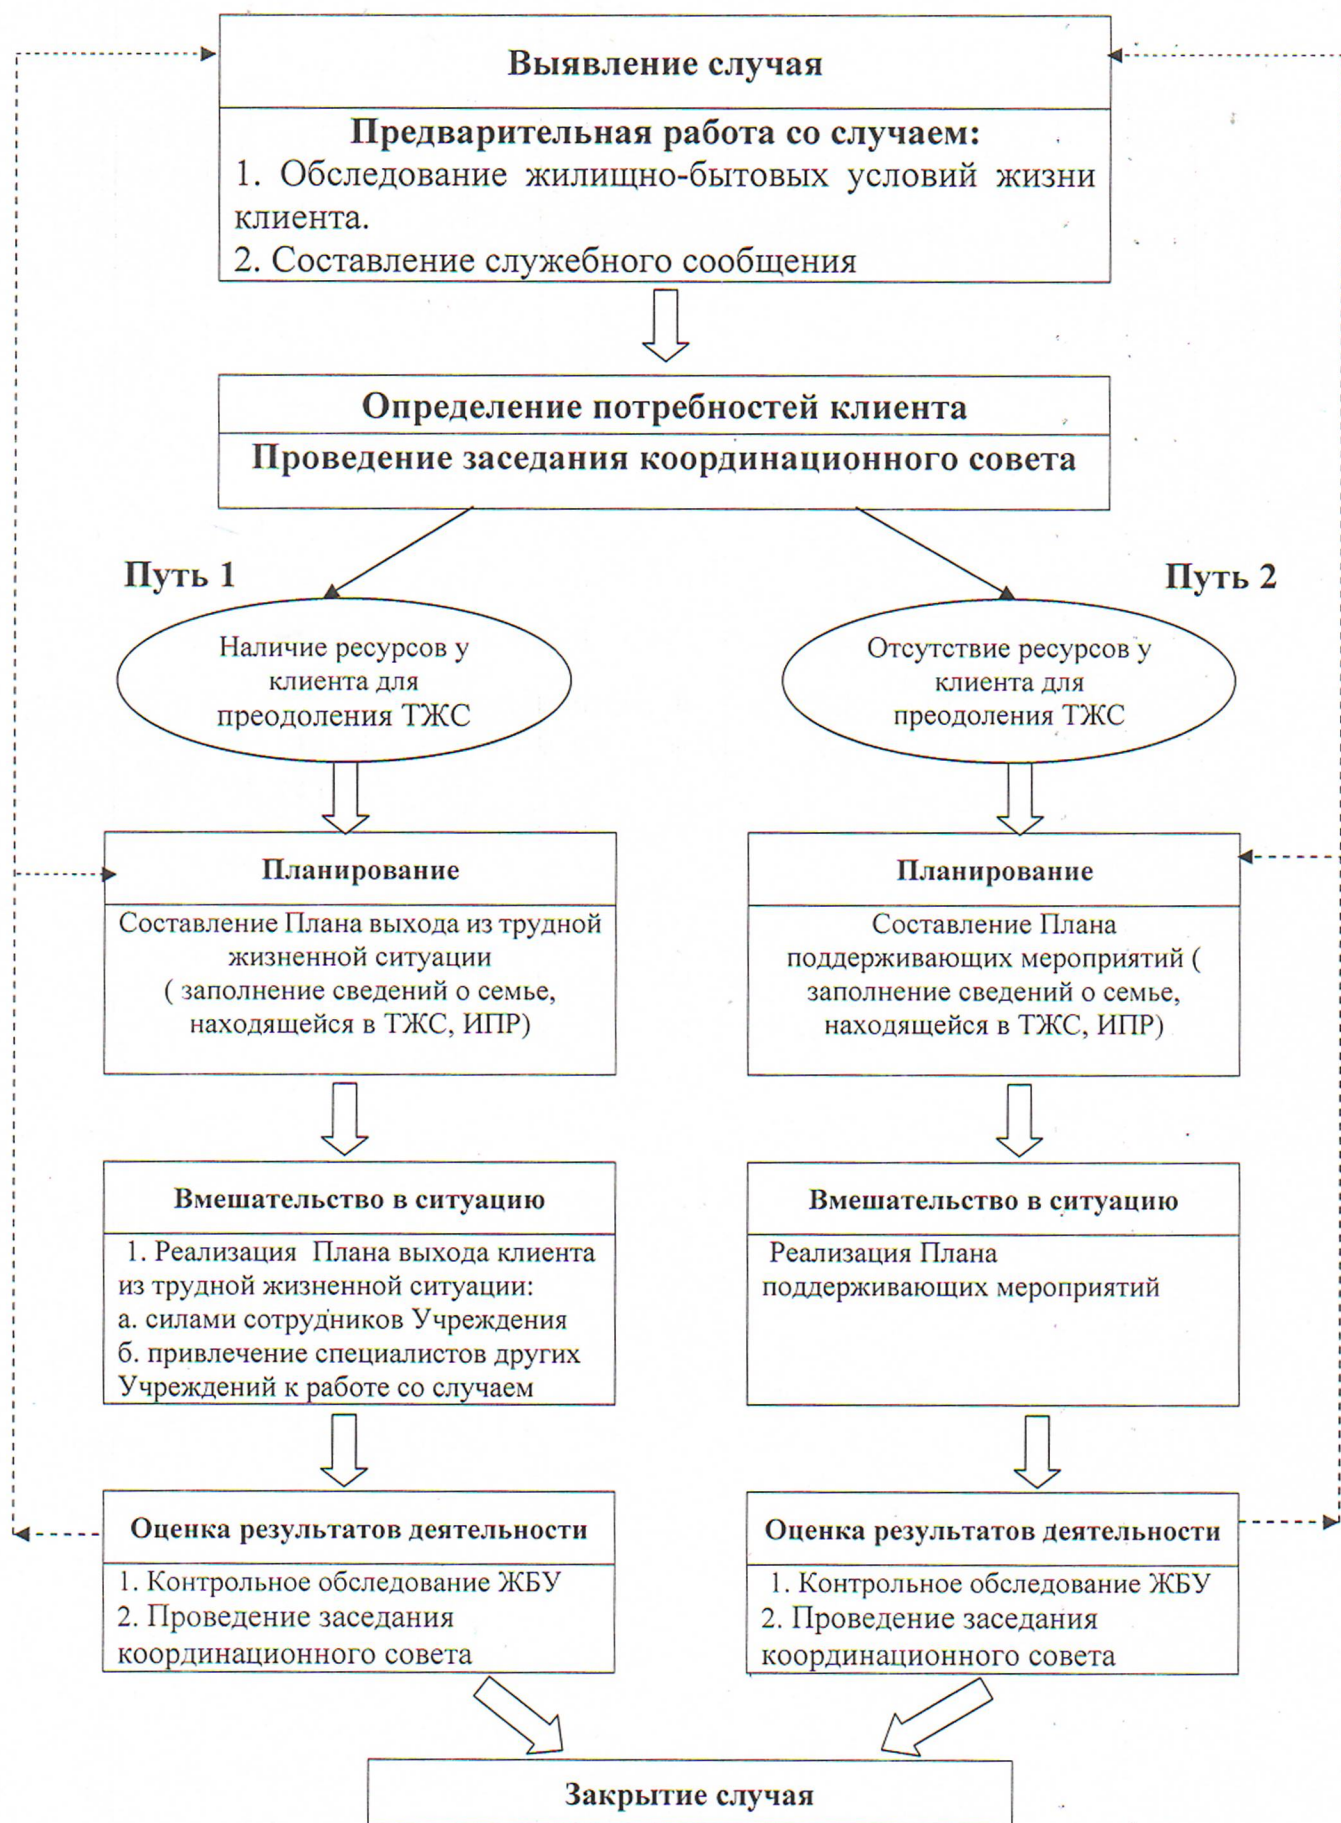 Выявление случая
Предварительная работа со случаем:
1. Обследование жилищно-бытовых условий жизни
клиента.
2. Составление служебного сообщения
Определение потребностей клиента
Проведение заседания координационного совета
Путь 1
Путь 2
Наличие ресурсов у
клиента для
преодоления ТЖС
Отсутствие ресурсов у
клиента для
преодоления ТЖС
Планирование
Составление Плана выхода из трудной
жизненной ситуации
( заполнение сведений о семье,
находящейся в ТЖС, ИПР)
Планирование
Составление Плана
поддерживающих мероприятий (
заполнение сведений о семье,
находящейся в ТЖС, ИПР)
Вмешательство в ситуацию
1. Реализация Плана выхода клиента
из трудной жизненной ситуации:
а. силами сотрудников Учреждения
б. привлечение специалистов других
Учреждений к работе со случаем
Вмешательство в ситуацию
Реализация Плана
поддерживающих мероприятий
Оценка результатов деятельности
1. Контрольное обследование ЖБУ
2. Проведение заседания
координационного совета
Оценка результатов деятельности
1. Контрольное обследование ЖБУ
2. Проведение заседания
координационного совета
Закрытие случая